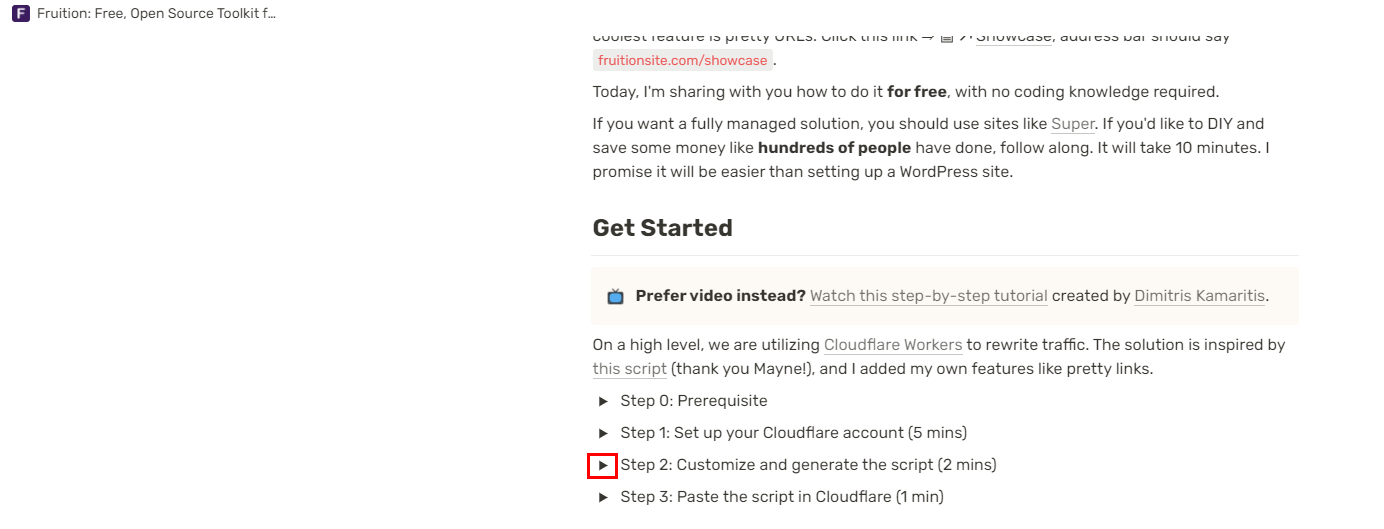 Fruition: Free, Open Source Toolkit f…
coolest feature is pretty URLs. Click this link → Showcase, address bar should say
fruitionsite.com/showcase .
Today, I'm sharing with you how to do it for free, with no coding knowledge required.
If you want a fully managed solution, you should use sites like Super. If you'd like to DIY and
save some money like hundreds of people have done, follow along. It will take 10 minutes. I
promise it will be easier than setting up a WordPress site.
Get Started
Prefer video instead? Watch this step-by-step tutorial created by Dimitris Kamaritis.
On a high level, we are utilizing Cloudflare Workers to rewrite traffic. The solution is inspired by
this script (thank you Mayne!), and I added my own features like pretty links.
Step 0: Prerequisite
Step 1: Set up your Cloudflare account (5 mins)
Step 2: Customize and generate the script (2 mins)
Step 3: Paste the script in Cloudflare (1 min)